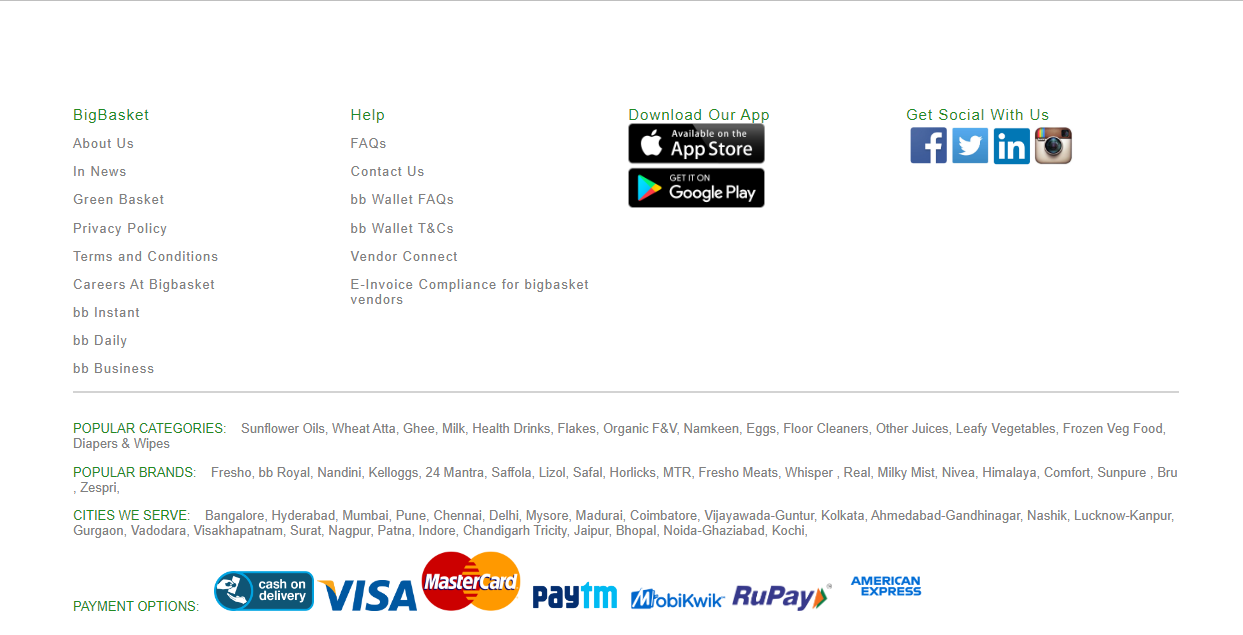 BigBasket
About Us
In News
Green Basket
Privacy Policy
Terms and Conditions
Careers At Bigbasket
bb Instant
bb Daily
bb Business
Help
FAQs
Contact Us
bb Wallet FAQs
bb Wallet T&Cs
Vendor Connect
E-Invoice Compliance for bigbasket
vendors
Download Our App
Available on the
App Store
GET IT ON
Google Play
Get Social With Us
f
in
POPULAR CATEGORIES: Sunflower Oils, Wheat Atta, Ghee, Milk, Health Drinks, Flakes, Organic F&V, Namkeen, Eggs, Floor Cleaners, Other Juices, Leafy Vegetables, Frozen Veg Food,
Diapers & Wipes
POPULAR BRANDS: Fresho, bb Royal, Nandini, Kelloggs, 24 Mantra, Saffola, Lizol, Safal, Horlicks, MTR, Fresho Meats, Whisper , Real, Milky Mist, Nivea, Himalaya, Comfort, Sunpure , Bru
, Zespri,
CITIES WE SERVE: Bangalore, Hyderabad, Mumbai, Pune, Chennai, Delhi, Mysore, Madurai, Coimbatore, Vijayawada-Guntur, Kolkata, Ahmedabad-Gandhinagar, Nashik, Lucknow-Kanpur,
Gurgaon, Vadodara, Visakhapatnam, Surat, Nagpur, Patna, Indore, Chandigarh Tricity, Jaipur, Bhopal, Noida-Ghaziabad, Kochi,
PAYMENT OPTIONS: cash on delivery VISA MasterCard paytm MobiKwik RuPay® AMERICAN EXPRESS